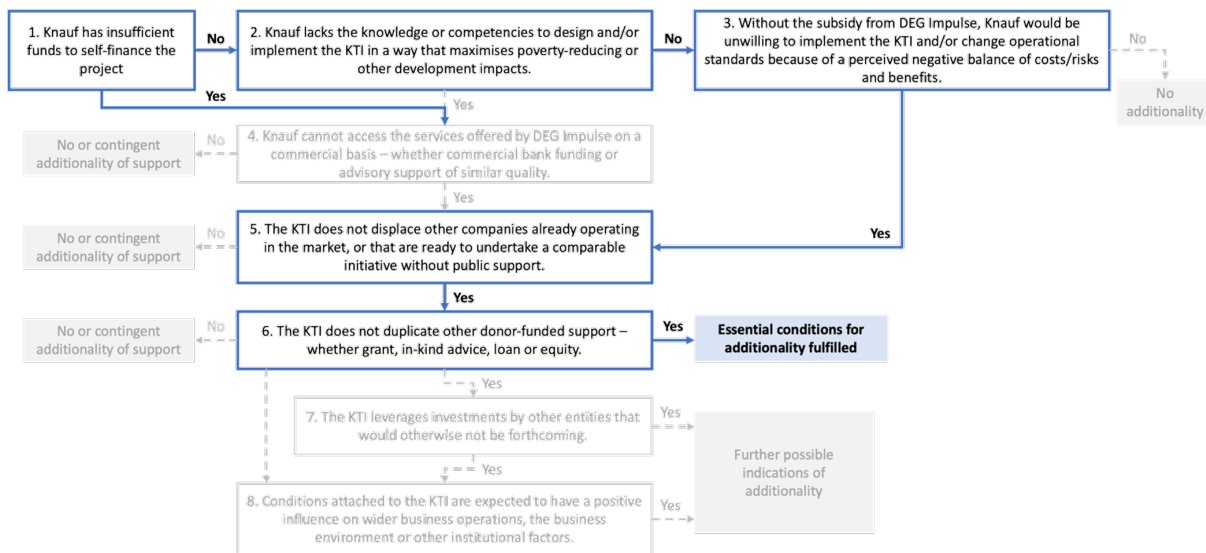 1. Knauf has insufficient
funds to self-finance the
project
No
2. Knauf lacks the knowledge or competencies to design and/or
implement the KTI in a way that maximises poverty-reducing or
other development impacts.
No
3. Without the subsidy from DEG Impulse, Knauf would be
unwilling to implement the KTI and/or change operational
standards because of a perceived negative balance of costs/risks
and benefits.
No
No
additionality
Yes
Yes
No or contingent
additionality of support
No
4. Knauf cannot access the services offered by DEG Impulse on a
commercial basis – whether commercial bank funding or
advisory support of similar quality.
Yes
No or contingent
additionality of support
No
5. The KTI does not displace other companies already operating
in the market, or that are ready to undertake a comparable
initiative without public support.
Yes
Yes
No or contingent
additionality of support
No
6. The KTI does not duplicate other donor-funded support –
whether grant, in-kind advice, loan or equity.
Yes
Essential conditions for
additionality fulfilled
Yes
7. The KTI leverages investments by other entities that
would otherwise not be forthcoming.
Yes
Further possible
indications of
additionality
Yes
8. Conditions attached to the KTI are expected to have a positive
influence on wider business operations, the business
environment or other institutional factors.
Yes